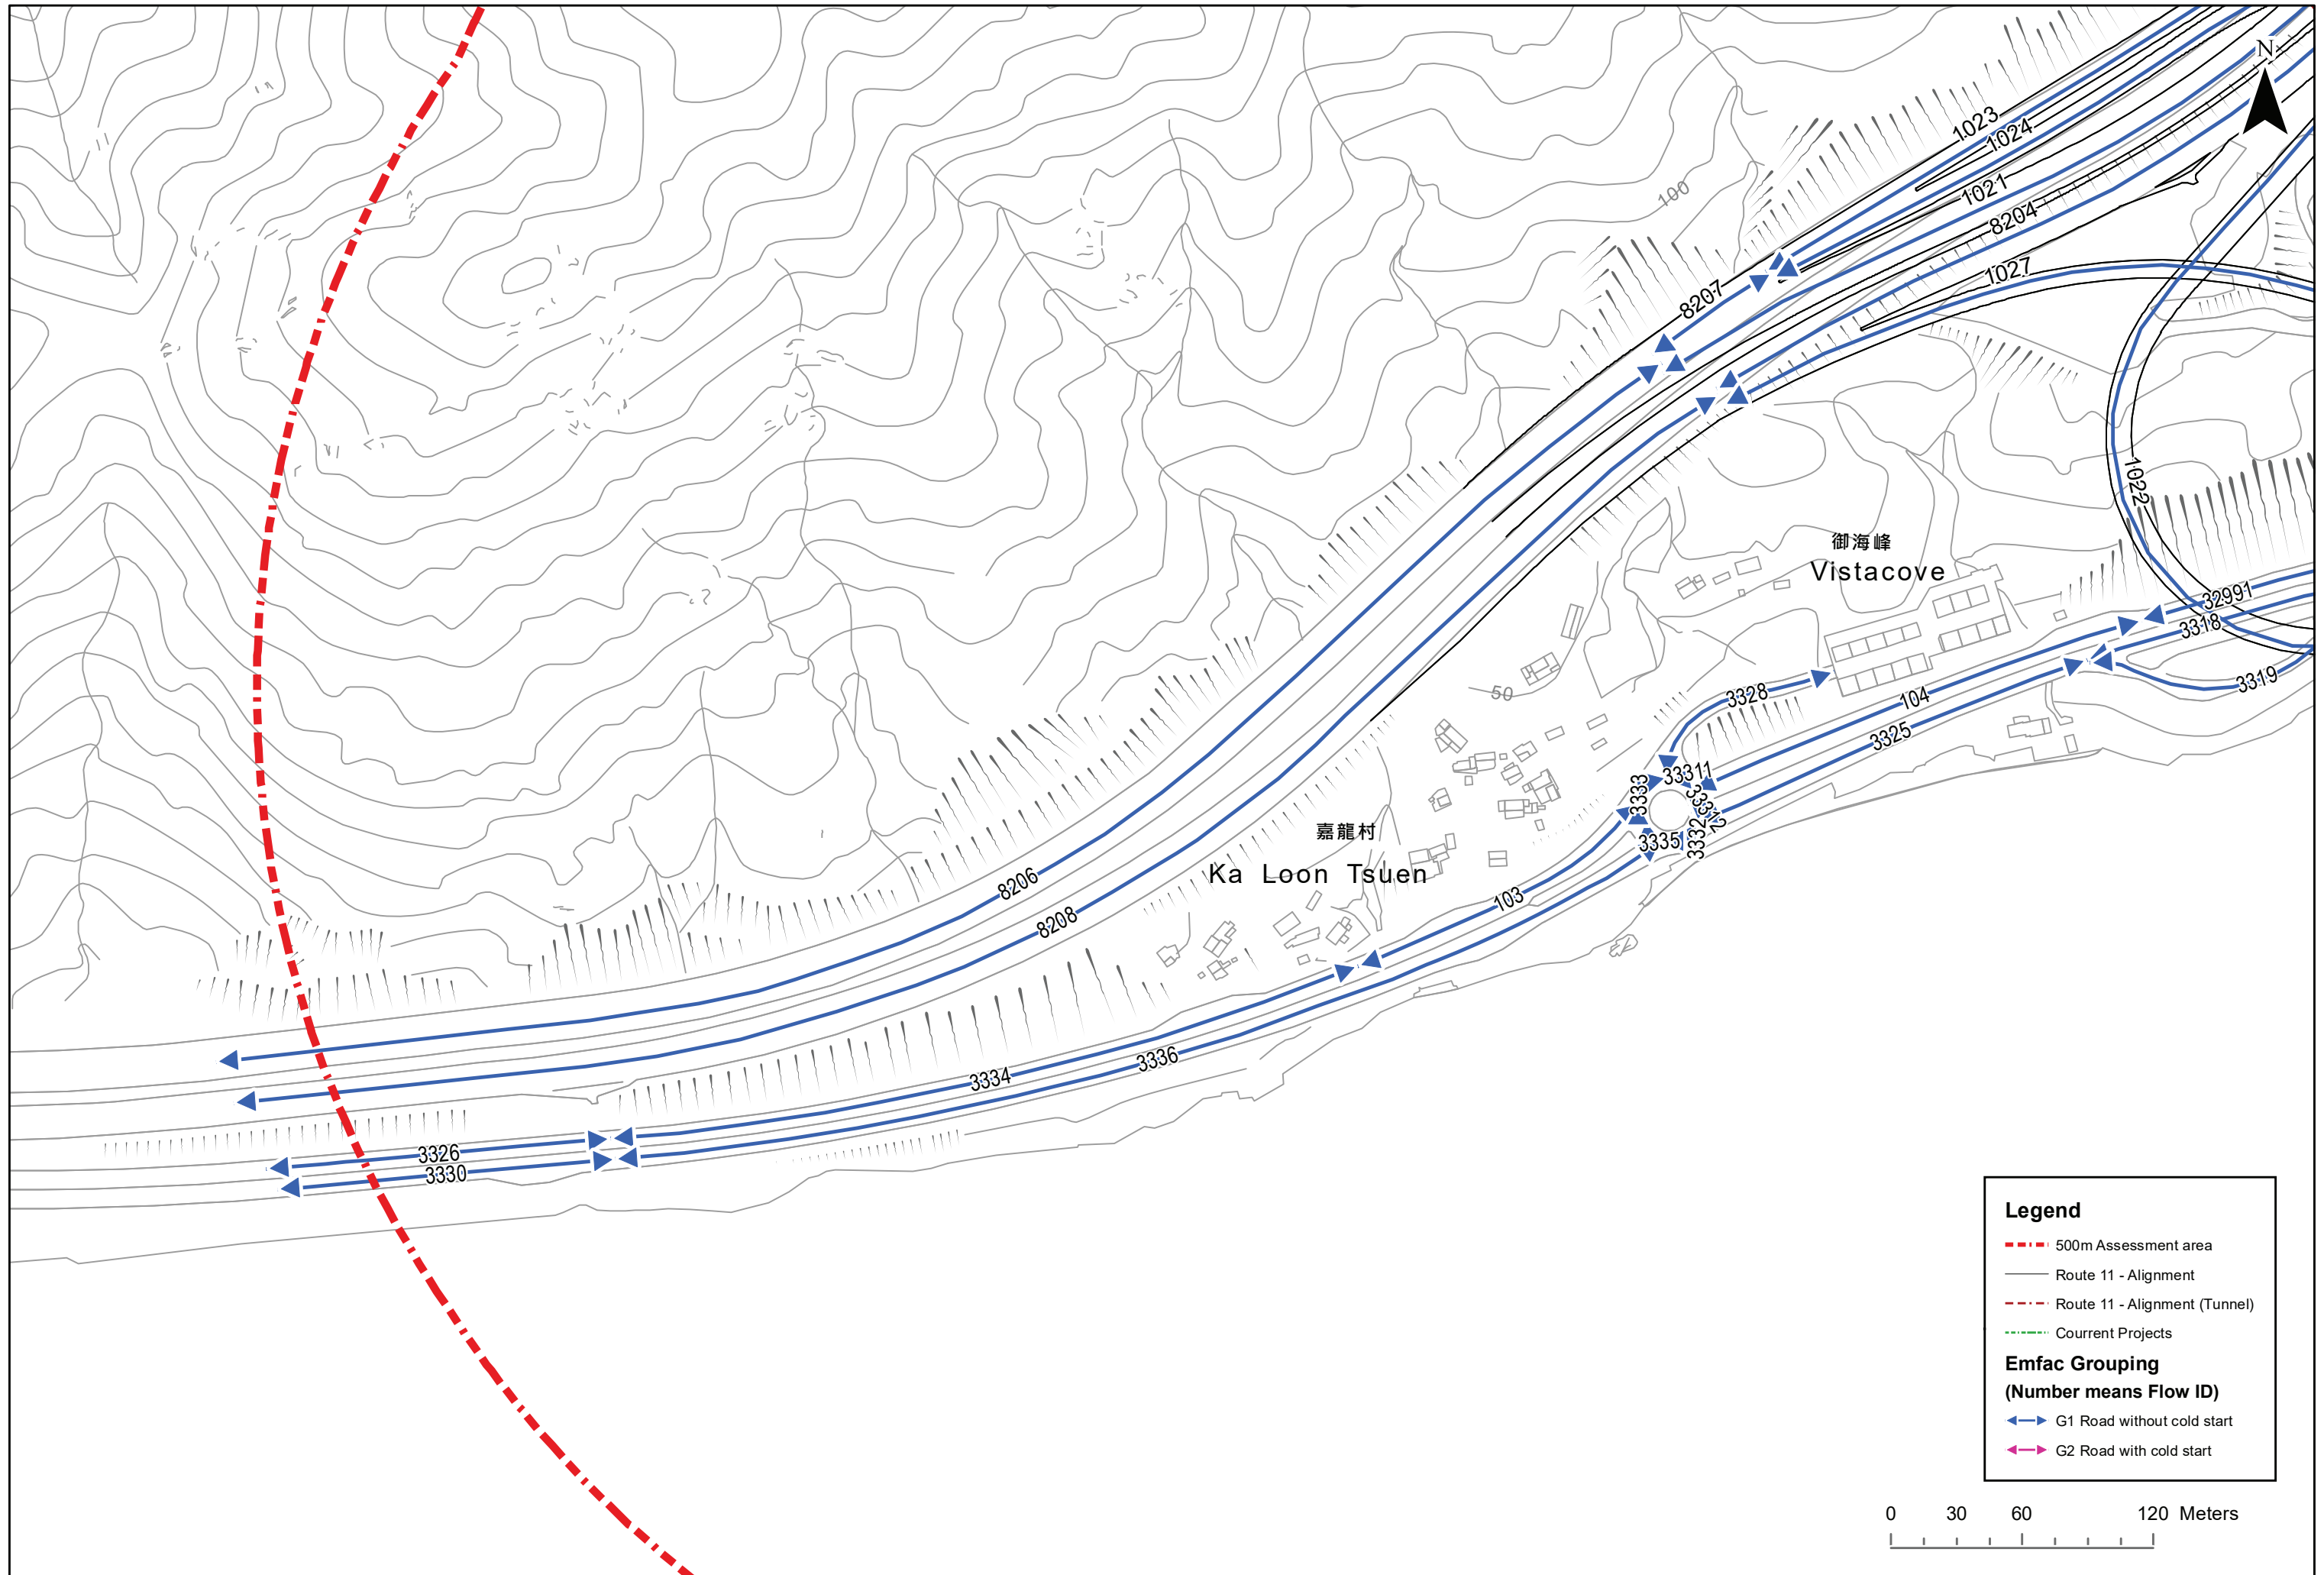 N
1023
1024
1021
8204
1027
100
8207
1022
御海峰
Vistacove
32991
3318
3319
50
3328
104
3325
33311
3333
33312
3332
3335
嘉龍村
Ka Loon Tsuen
103
8206
8208
3334
3336
3326
3330
Legend
500m Assessment area
Route 11 - Alignment
Route 11 - Alignment (Tunnel)
Courrent Projects
Emfac Grouping
(Number means Flow ID)
G1 Road without cold start
G2 Road with cold start
0 30 60 120 Meters